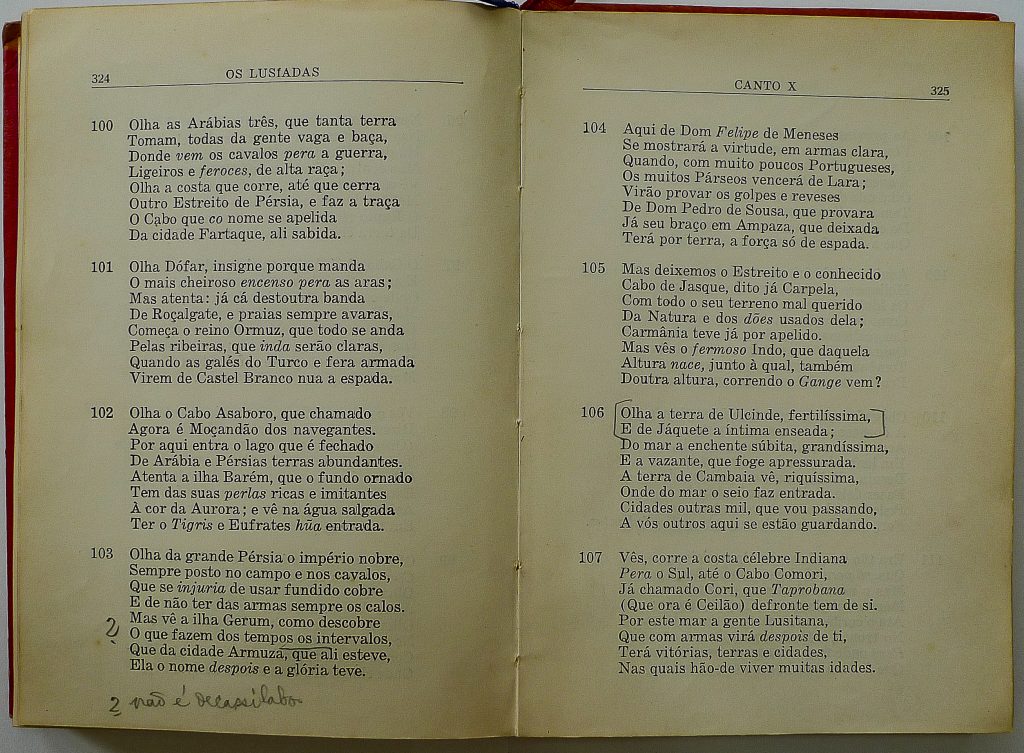 324
OS LUSÍADAS
100 Olha as Arábias três, que tanta terra
Tomam, todas da gente vaga e baça,
Donde vem os cavalos pera a guerra,
Ligeiros e feroces, de alta raça;
Olha a costa que corre, até que cerra
Outro Estreito de Pérsia, e faz a traça
O Cabo que co nome se apelida
Da cidade Fartaque, ali sabida.
101 Olha Dófar, insigne porque manda
O mais cheiroso encenso pera as aras;
Mas atenta: já cá destoutra banda
De Roçalgate, e praias sempre avaras,
Começa o reino Ormuz, que todo se anda
Pelas ribeiras, que inda serão claras,
Quando as galés do Turco e fera armada
Virem de Castel Branco nua a espada.
102 Olha o Cabo Asaboro, que chamado
Agora é Moçandão dos navegantes.
Por aqui entra o lago que é fechado
De Arábia e Pérsias terras abundantes.
Atenta a ilha Barém, que o fundo ornado
Tem das suas perlas ricas e imitantes
À cor da Aurora; e vê na água salgada
Ter o Tigris e Eufrates hũa entrada.
103 Olha da grande Pérsia o império nobre,
Sempre posto no campo e nos cavalos,
Que se injuria de usar fundido cobre
E de não ter das armas sempre os calos.
Mas vê a ilha Gerum, como descobre
2 O que fazem dos tempos os intervalos,
Que da cidade Armuza, que ali esteve,
Ela o nome despois e a glória teve.
2 não é decassílabo.
CANTO X
325
104 Aqui de Dom Felipe de Meneses
Se mostrará a virtude, em armas clara,
Quando, com muito poucos Portugueses,
Os muitos Párseos vencerá de Lara;
Virão provar os golpes e reveses
De Dom Pedro de Sousa, que provara
Já seu braço em Ampaza, que deixada
Terá por terra, a força só de espada.
105 Mas deixemos o Estreito e o conhecido
Cabo de Jasque, dito já Carpela,
Com todo o seu terreno mal querido
Da Natura e dos dões usados dela;
Carmânia teve já por apelido.
Mas vês o fermoso Indo, que daquela
Altura nace, junto à qual, também
Doutra altura, correndo o Gange vem?
106 Olha a terra de Ulcinde, fertilíssima,
E de Jáquete a íntima enseada;
Do mar a enchente súbita, grandíssima,
E a vazante, que foge apressurada.
A terra de Cambaia vê, riquíssima,
Onde do mar o seio faz entrada.
Cidades outras mil, que vou passando,
A vós outros aqui se estão guardando.
107 Vês, corre a costa célebre Indiana
Pera o Sul, até o Cabo Comori,
Já chamado Cori, que Taprobana
(Que ora é Ceilão) defronte tem de si.
Por este mar a gente Lusitana,
Que com armas virá despois de ti,
Terá vitórias, terras e cidades,
Nas quais hão-de viver muitas idades.